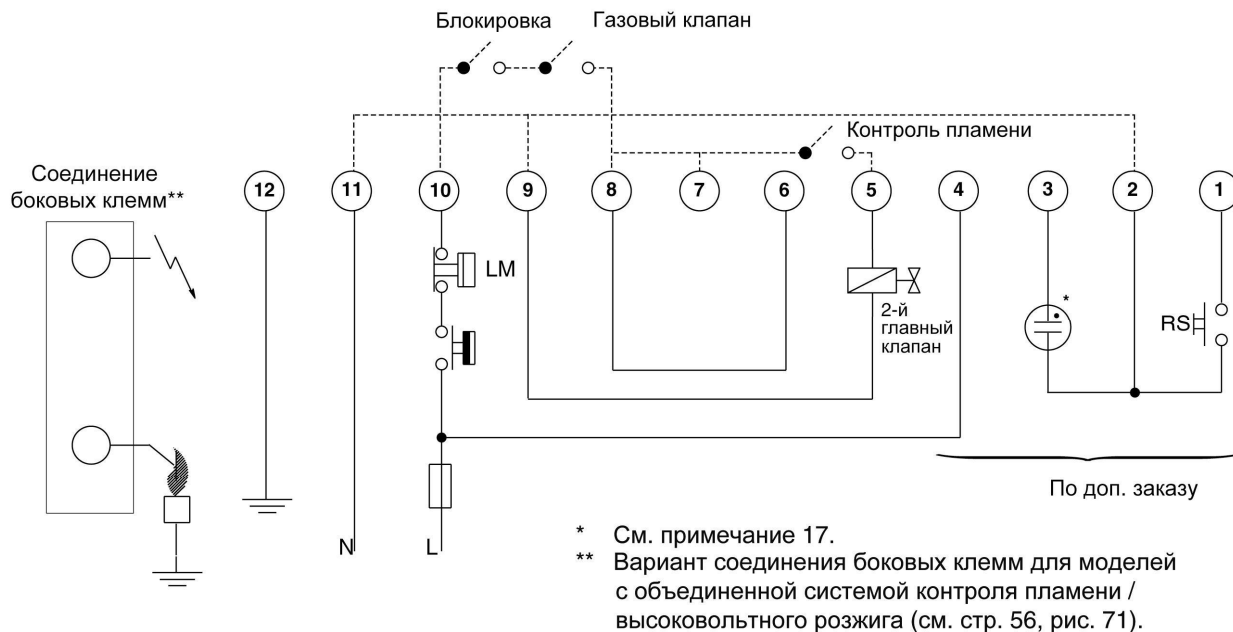 Блокировка
Газовый клапан
Контроль пламени
Соединение
боковых клемм**
12
11
10
9
8
7
6
5
4
3
2
1
LM
2-й
главный
клапан
*
RS
По доп. заказу
N
L
* См. примечание 17.
** Вариант соединения боковых клемм для моделей
с объединенной системой контроля пламени /
высоковольтного розжига (см. стр. 56, рис. 71).